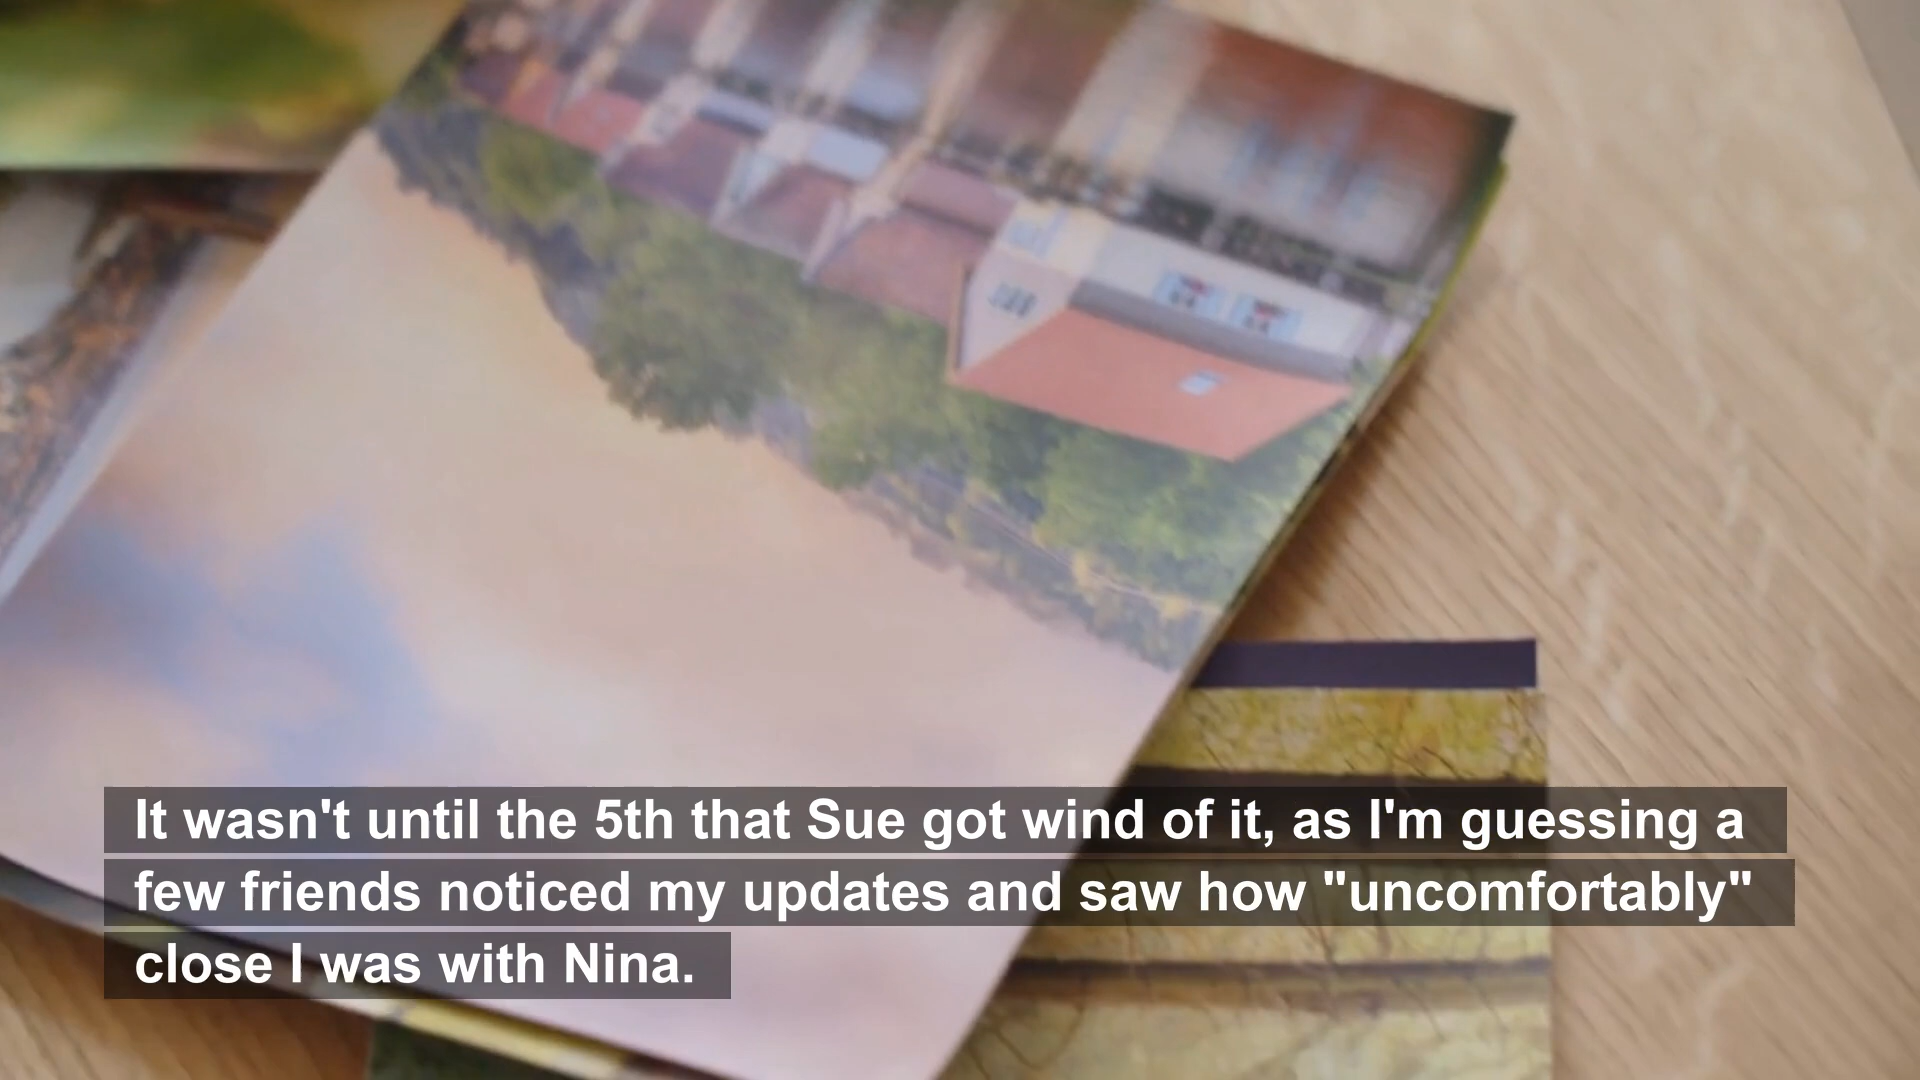 It wasn't until the 5th that Sue got wind of it, as I'm guessing a
few friends noticed my updates and saw how "uncomfortably"
close I was with Nina.